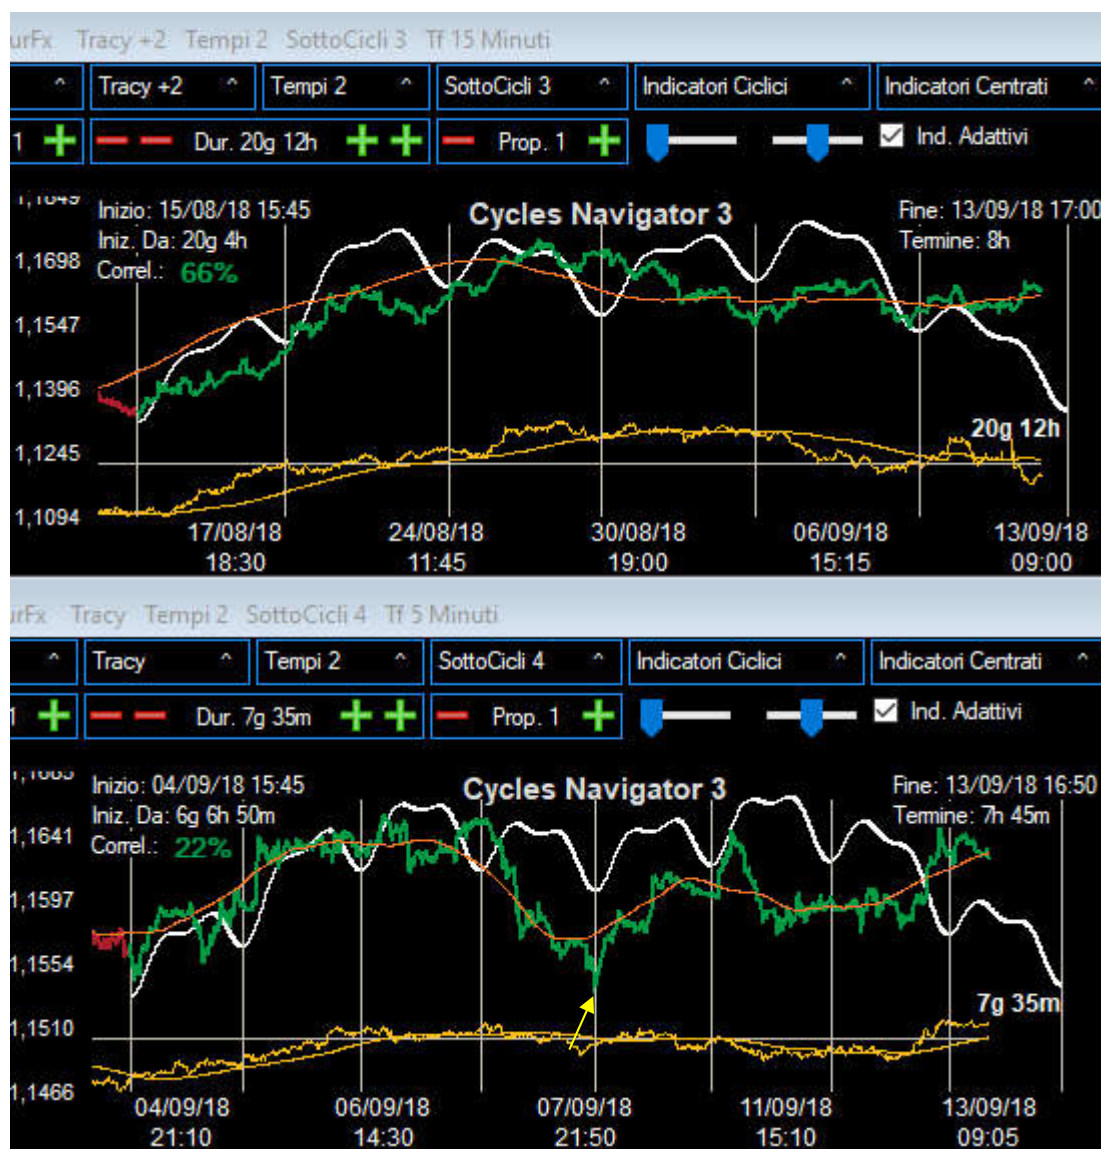 urFx Tracy +2 Tempi 2 SottoCicli 3 Tf 15 Minuti
^ Tracy +2 ^ Tempi 2 ^ SottoCicli 3 ^ Indicatori Ciclici ^ Indicatori Centrati ^
1 Dur. 20g 12h Prop. 1 Ind. Adattivi
Inizio: 15/08/18 15:45 Cycles Navigator 3 Fine: 13/09/18 17:00
Iniz. Da: 20g 4h Termine: 8h
Correl.: 66%
1,1698
1,1547
1,1396
20g 12h
1,1245
1,1094
17/08/18 24/08/18 30/08/18 06/09/18 13/09/18
18:30 11:45 19:00 15:15 09:00
Tracy Tempi 2 SottoCicli 4 Tf 5 Minuti
^ Tracy ^ Tempi 2 ^ SottoCicli 4 ^ Indicatori Ciclici ^ Indicatori Centrati ^
Dur. 7g 35m Prop. 1 Ind. Adattivi
Inizio: 04/09/18 15:45 Cycles Navigator 3 Fine: 13/09/18 16:50
Iniz. Da: 6g 6h 50m Termine: 7h 45m
1,1641
Correl.: 22%
1,1597
1,1554
7g 35m
1,1510
1,1466
04/09/18 06/09/18 07/09/18 11/09/18 13/09/18
21:10 14:30 21:50 15:10 09:05